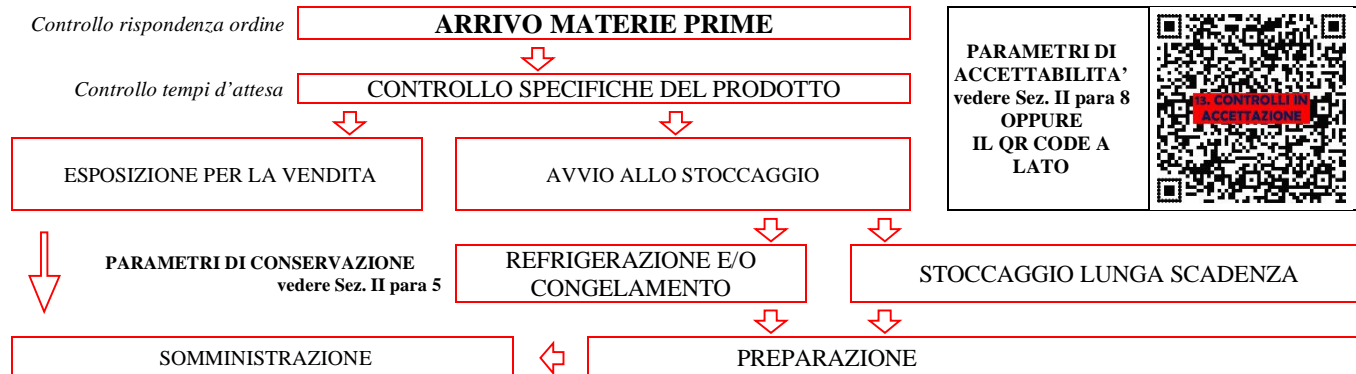 Controllo rispondenza ordine
ARRIVO MATERIE PRIME
Controllo tempi d'attesa
CONTROLLO SPECIFICHE DEL PRODOTTO
PARAMETRI DI
ACCETTABILITA'
vedere Sez. II para 8
OPPURE
IL QR CODE A
LATO
13. CONTROLLI IN
ACCETTAZIONE
ESPOSIZIONE PER LA VENDITA
AVVIO ALLO STOCCAGGIO
PARAMETRI DI CONSERVAZIONE
vedere Sez. II para 5
REFRIGERAZIONE E/O
CONGELAMENTO
STOCCAGGIO LUNGA SCADENZA
SOMMINISTRAZIONE
PREPARAZIONE